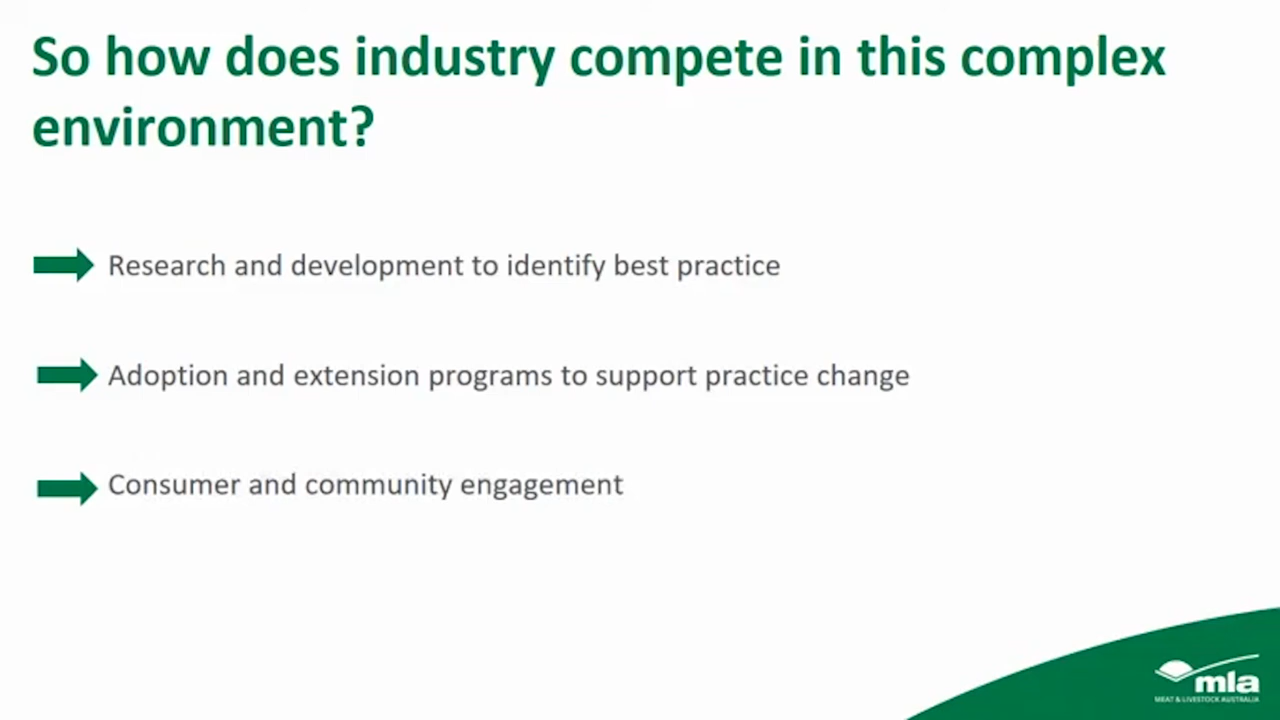 So how does industry compete in this complex
environment?
Research and development to identify best practice
Adoption and extension programs to support practice change
Consumer and community engagement
mla
MEAT & LIVESTOCK AUSTRALIA